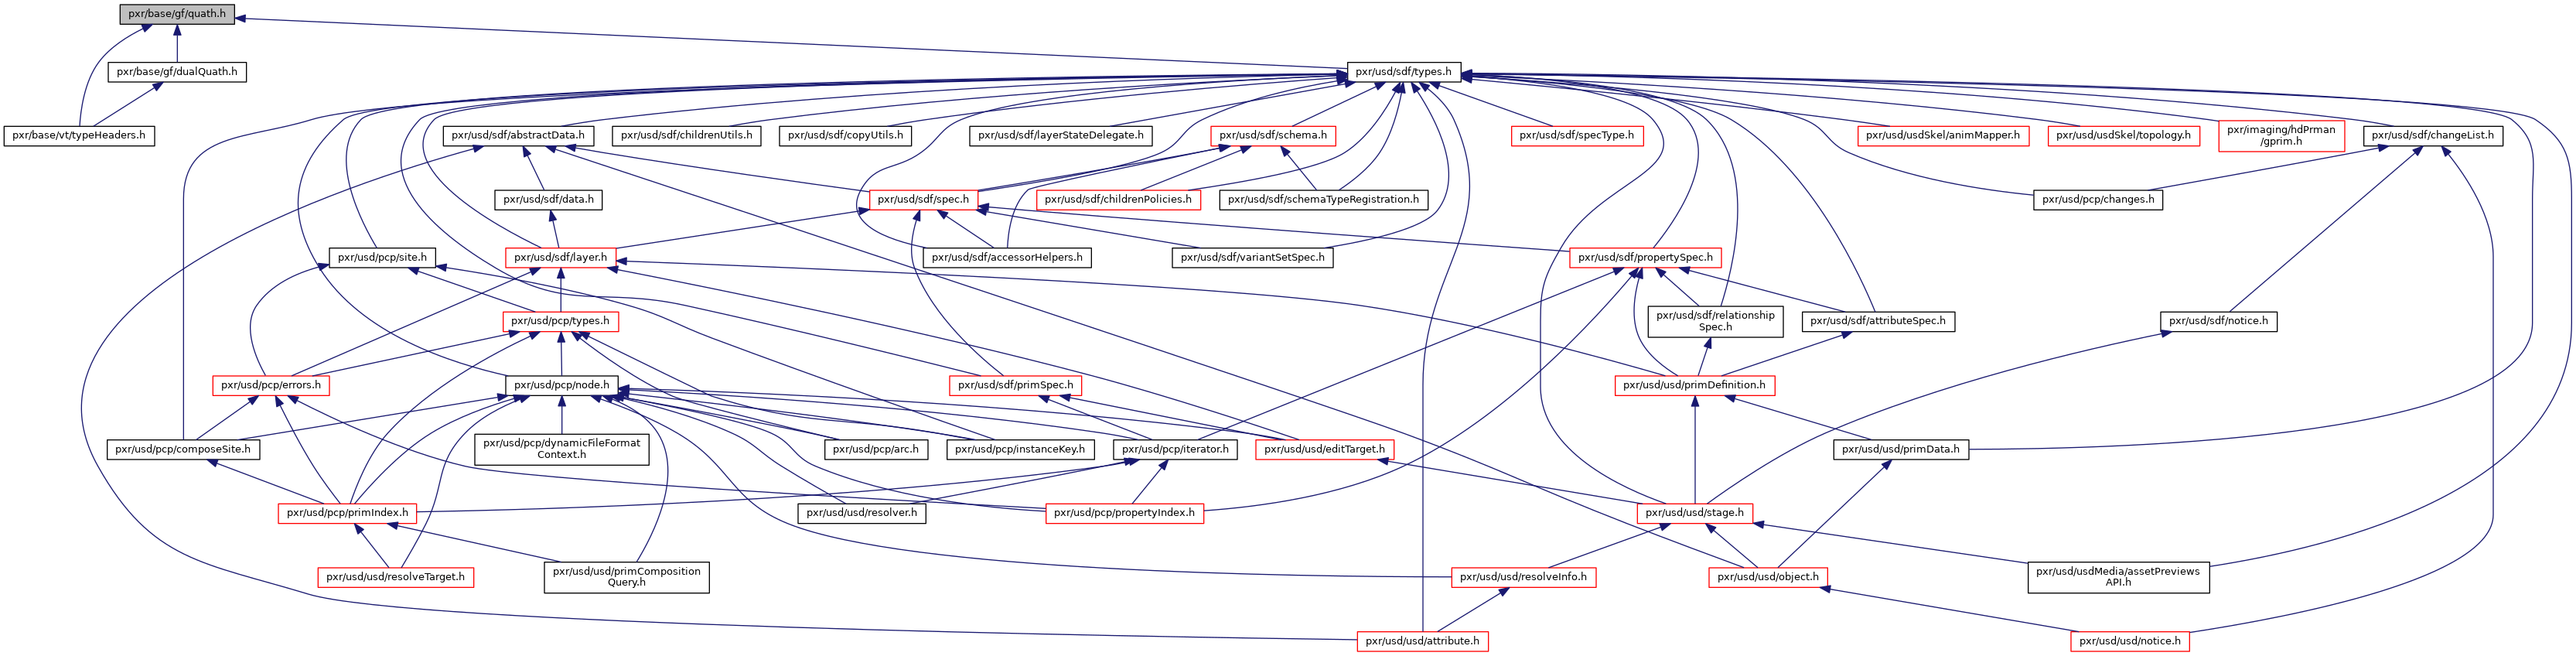 pxr/base/gf/quath.h
pxr/base/gf/dualQuath.h
pxr/usd/sdf/types.h
pxr/base/vt/typeHeaders.h
pxr/usd/sdf/abstractData.h
pxr/usd/sdf/childrenUtils.h
pxr/usd/sdf/copyUtils.h
pxr/usd/sdf/layerStateDelegate.h
pxr/usd/sdf/schema.h
pxr/usd/sdf/specType.h
pxr/usd/usdSkel/animMapper.h
pxr/usd/usdSkel/topology.h
pxr/imaging/hdPrman
/gprim.h
pxr/usd/sdf/changeList.h
pxr/usd/sdf/data.h
pxr/usd/sdf/spec.h
pxr/usd/sdf/childrenPolicies.h
pxr/usd/sdf/schemaTypeRegistration.h
pxr/usd/pcp/changes.h
pxr/usd/pcp/site.h
pxr/usd/sdf/layer.h
pxr/usd/sdf/accessorHelpers.h
pxr/usd/sdf/variantSetSpec.h
pxr/usd/sdf/propertySpec.h
pxr/usd/pcp/types.h
pxr/usd/sdf/relationship
Spec.h
pxr/usd/sdf/attributeSpec.h
pxr/usd/sdf/notice.h
pxr/usd/pcp/errors.h
pxr/usd/pcp/node.h
pxr/usd/sdf/primSpec.h
pxr/usd/usd/primDefinition.h
pxr/usd/pcp/composeSite.h
pxr/usd/pcp/dynamicFileFormat
Context.h
pxr/usd/pcp/arc.h
pxr/usd/pcp/instanceKey.h
pxr/usd/pcp/iterator.h
pxr/usd/usd/editTarget.h
pxr/usd/usd/primData.h
pxr/usd/pcp/primIndex.h
pxr/usd/usd/resolver.h
pxr/usd/pcp/propertyIndex.h
pxr/usd/usd/stage.h
pxr/usd/usd/resolveTarget.h
pxr/usd/usd/primComposition
Query.h
pxr/usd/usd/resolveInfo.h
pxr/usd/usd/object.h
pxr/usd/usdMedia/assetPreviews
API.h
pxr/usd/usd/attribute.h
pxr/usd/usd/notice.h